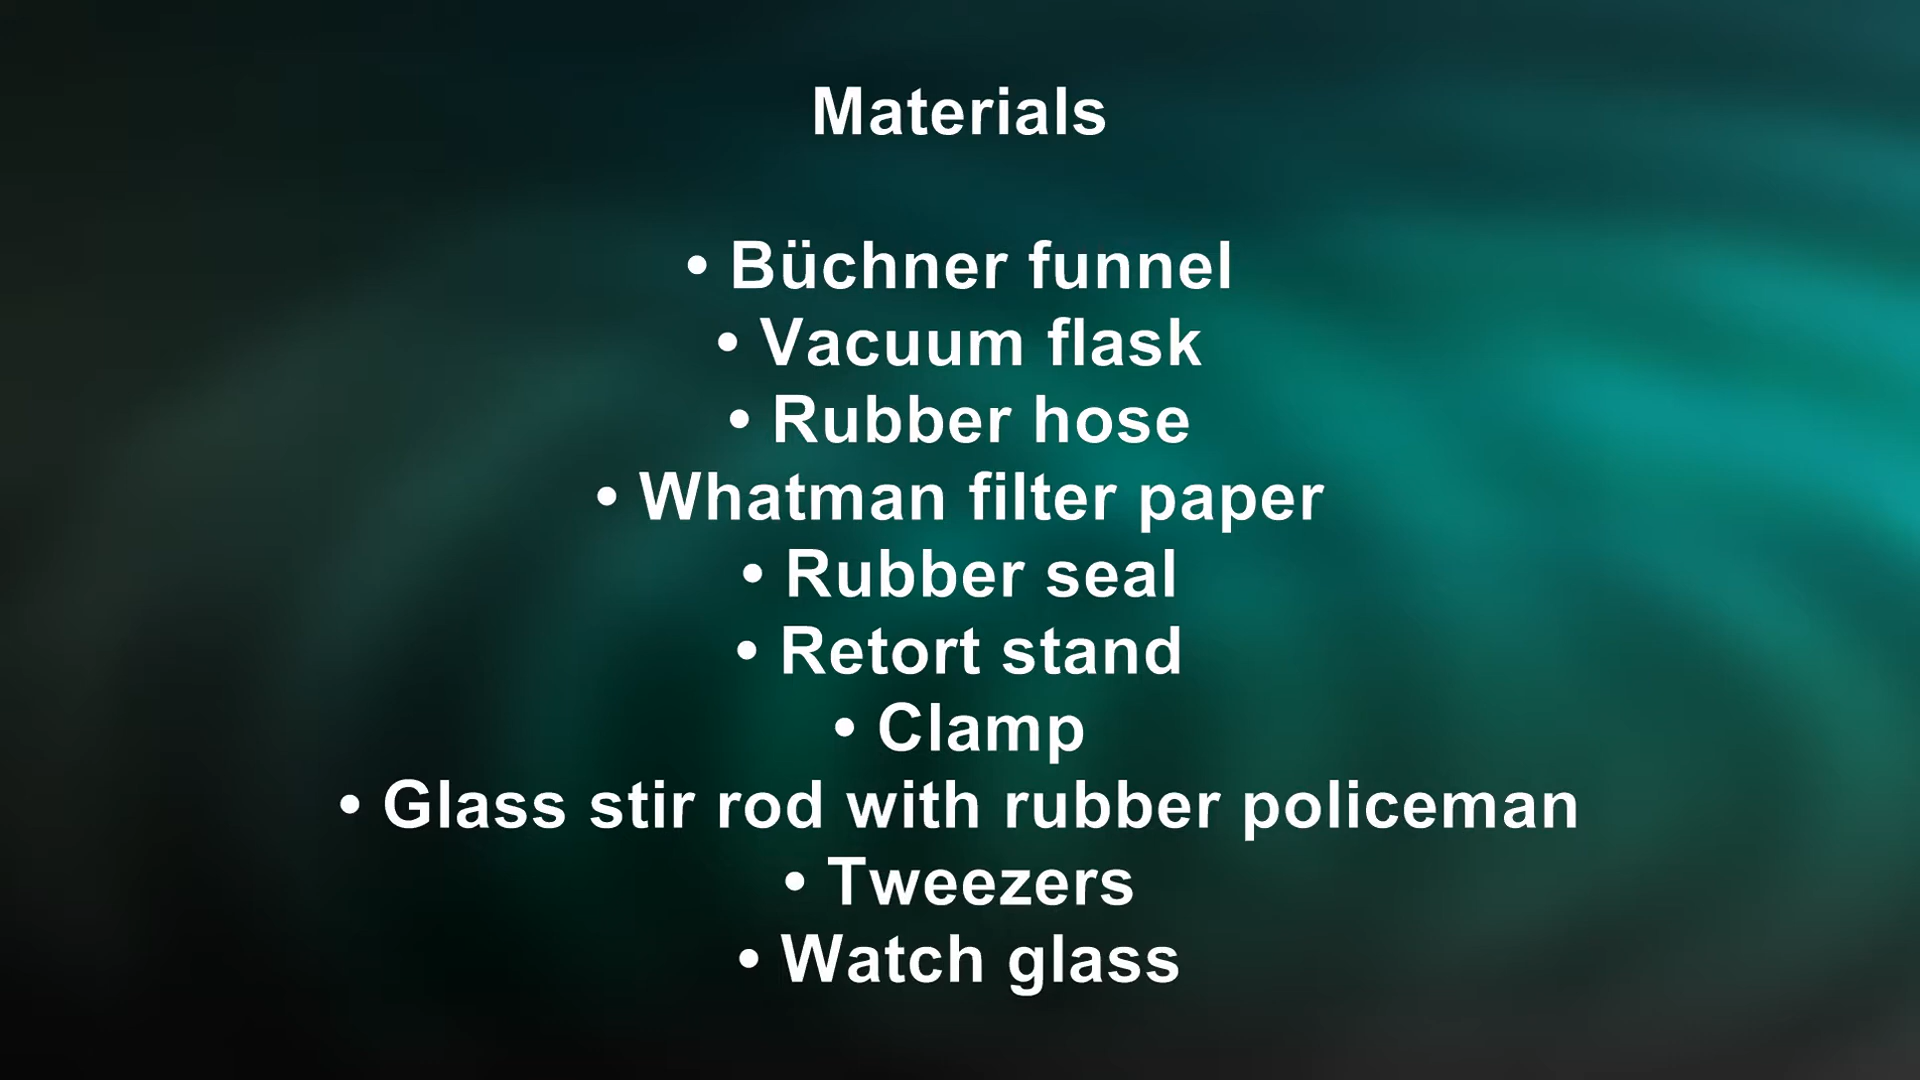 Materials
• Büchner funnel
• Vacuum flask
• Rubber hose
• Whatman filter paper
• Rubber seal
• Retort stand
• Clamp
• Glass stir rod with rubber policeman
• Tweezers
• Watch glass